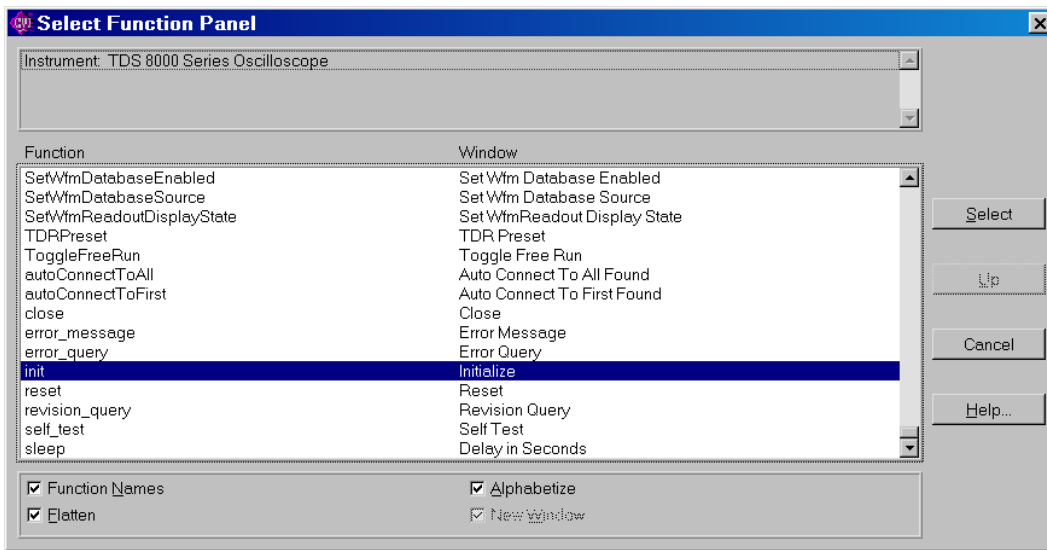 CVI Select Function Panel
Instrument: TDS 8000 Series Oscilloscope
Function Window
SetWfmDatabaseEnabled Set Wfm Database Enabled
SetWfmDatabaseSource Set Wfm Database Source
SetWfmReadoutDisplayState Set WfmReadout Display State
TDRPreset TDR Preset
ToggleFreeRun Toggle Free Run
autoConnectToAll Auto Connect To All Found
autoConnectToFirst Auto Connect To First Found
close Close
error_message Error Message
error_query Error Query
init Initialize
reset Reset
revision_query Revision Query
self_test Self Test
sleep Delay in Seconds
Select
Up
Cancel
Help...
Function Names Alphabetize
Flatten New Window